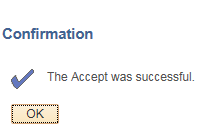 Confirmation
The Accept was successful.
OK